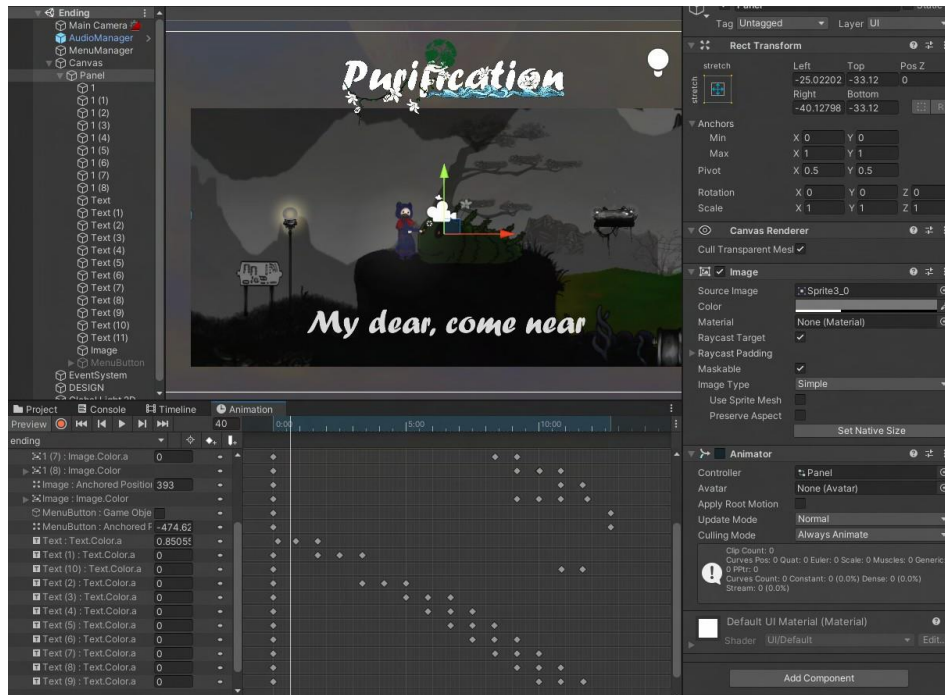 Ending
Main Camera
AudioManager
MenuManager
Canvas
Panel
1
1 (1)
1 (2)
1 (3)
1 (4)
1 (5)
1 (6)
1 (7)
1 (8)
Text
Text (1)
Text (2)
Text (3)
Text (4)
Text (5)
Text (6)
Text (7)
Text (8)
Text (9)
Text (10)
Text (11)
Image
MenuButton
EventSystem
DESIGN
Global Light 2D
Purification
My dear, come near
Tag Untagged Layer UI
Rect Transform
stretch Left Top Pos Z
stretch -25.02202 -33.12 0
Right Bottom
-40.12798 -33.12 R
Anchors
Min X 0 Y 0
Max X 1 Y 1
Pivot X 0.5 Y 0.5
Rotation X 0 Y 0 Z 0
Scale X 1 Y 1 Z 1
Canvas Renderer
Cull Transparent Mesl
Image
Source Image Sprite3_0
Color
Material None (Material)
Raycast Target
Raycast Padding
Maskable
Image Type Simple
Use Sprite Mesh
Preserve Aspect
Set Native Size
Animator
Controller Panel
Avatar None (Avatar)
Apply Root Motion
Update Mode Normal
Culling Mode Always Animate
Clip Count: 0
Curves Pos: 0 Quat: 0 Euler: 0 Scale: 0 Muscles: 0 Generic:
0 PPtr: 0
Curves Count: 0 Constant: 0 (0.0%) Dense: 0 (0.0%)
Stream: 0 (0.0%)
Default UI Material (Material)
Shader UI/Default Edit..
Add Component
Project Console Timeline Animation
Preview 40 0:00 5:00 10:00
ending
1 (7) : Image.Color.a 0
1 (8) : Image.Color
Image : Anchored Position 393
Image : Image.Color
MenuButton : Game Obje
MenuButton : Anchored P -474.62
Text : Text.Color.a 0.85055
Text (1) : Text.Color.a 0
Text (10) : Text.Color.a 0
Text (2) : Text.Color.a 0
Text (3) : Text.Color.a 0
Text (4) : Text.Color.a 0
Text (5) : Text.Color.a 0
Text (6) : Text.Color.a 0
Text (7) : Text.Color.a 0
Text (8) : Text.Color.a 0
Text (9) : Text.Color.a 0